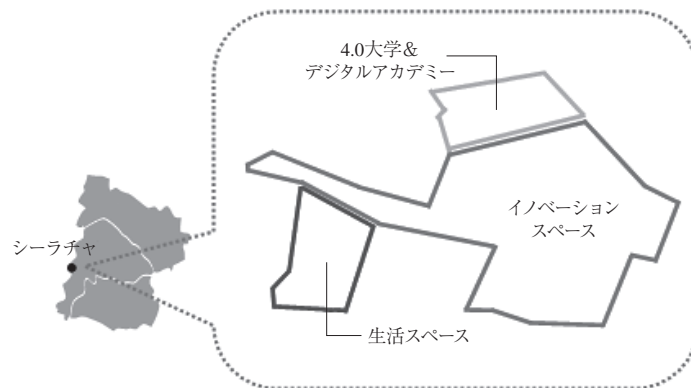 4.0大学&
デジタルアカデミー
イノベーション
スペース
シーラチャ
生活スペース